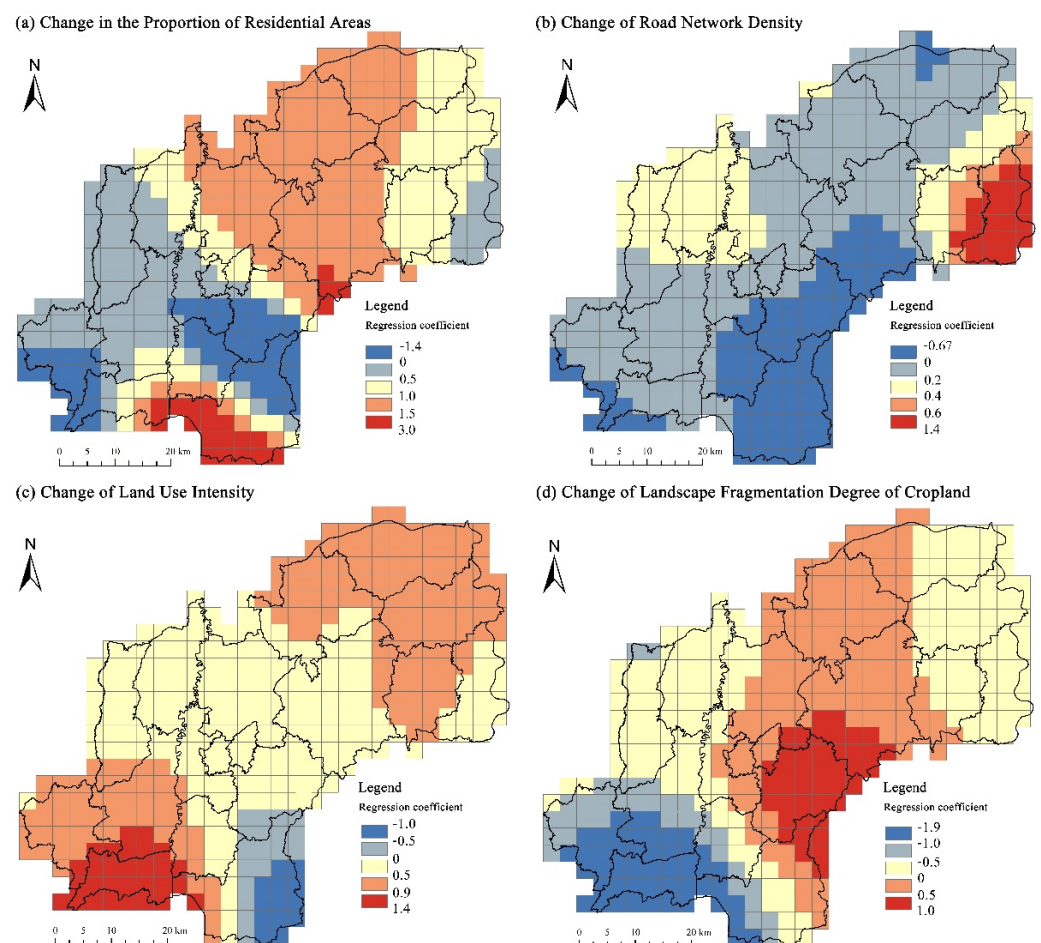 (a) Change in the Proportion of Residential Areas
N
Legend
Regression coefficient
-1.4
0
0.5
1.0
1.5
3.0
0 5 10 20 km
(b) Change of Road Network Density
N
Legend
Regression coefficient
-0.67
0
0.2
0.4
0.6
1.4
0 5 10 20 km
(c) Change of Land Use Intensity
N
Legend
Regression coefficient
-1.0
-0.5
0
0.5
0.9
1.4
0 5 10 20 km
(d) Change of Landscape Fragmentation Degree of Cropland
N
Legend
Regression coefficient
-1.9
-1.0
-0.5
0
0.5
1.0
0 5 10 20 km